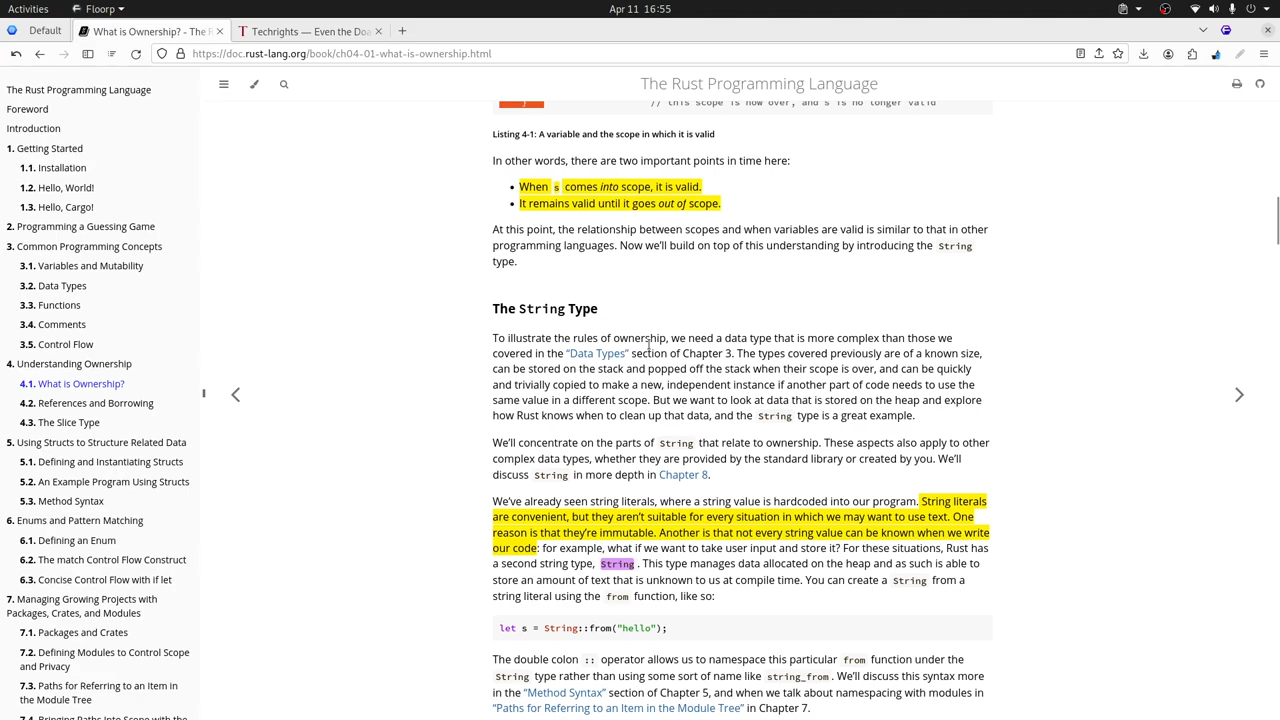 Activities
Floorp
Apr 11 16:55
Default
What is Ownership? - The R
Techrights — Even the Doa
https://doc.rust-lang.org/book/ch04-01-what-is-ownership.html
The Rust Programming Language
Foreword
Introduction
1. Getting Started
1.1. Installation
1.2. Hello, World!
1.3. Hello, Cargo!
2. Programming a Guessing Game
3. Common Programming Concepts
3.1. Variables and Mutability
3.2. Data Types
3.3. Functions
3.4. Comments
3.5. Control Flow
4. Understanding Ownership
4.1. What is Ownership?
4.2. References and Borrowing
4.3. The Slice Type
5. Using Structs to Structure Related Data
5.1. Defining and Instantiating Structs
5.2. An Example Program Using Structs
5.3. Method Syntax
6. Enums and Pattern Matching
6.1. Defining an Enum
6.2. The match Control Flow Construct
6.3. Concise Control Flow with if let
7. Managing Growing Projects with
Packages, Crates, and Modules
7.1. Packages and Crates
7.2. Defining Modules to Control Scope
and Privacy
7.3. Paths for Referring to an Item in
the Module Tree
7.4. Bringing Paths Into Scope with the
The Rust Programming Language
} // this scope is now over, and s is no longer valid
Listing 4-1: A variable and the scope in which it is valid
In other words, there are two important points in time here:
• When s comes into scope, it is valid.
• It remains valid until it goes out of scope.
At this point, the relationship between scopes and when variables are valid is similar to that in other
programming languages. Now we’ll build on top of this understanding by introducing the String
type.
The String Type
To illustrate the rules of ownership, we need a data type that is more complex than those we
covered in the “Data Types” section of Chapter 3. The types covered previously are of a known size,
can be stored on the stack and popped off the stack when their scope is over, and can be quickly
and trivially copied to make a new, independent instance if another part of code needs to use the
same value in a different scope. But we want to look at data that is stored on the heap and explore
how Rust knows when to clean up that data, and the String type is a great example.
We’ll concentrate on the parts of String that relate to ownership. These aspects also apply to other
complex data types, whether they are provided by the standard library or created by you. We’ll
discuss String in more depth in Chapter 8.
We’ve already seen string literals, where a string value is hardcoded into our program. String literals
are convenient, but they aren’t suitable for every situation in which we may want to use text. One
reason is that they’re immutable. Another is that not every string value can be known when we write
our code: for example, what if we want to take user input and store it? For these situations, Rust has
a second string type, String. This type manages data allocated on the heap and as such is able to
store an amount of text that is unknown to us at compile time. You can create a String from a
string literal using the from function, like so:
let s = String::from("hello");
The double colon :: operator allows us to namespace this particular from function under the
String type rather than using some sort of name like string_from. We’ll discuss this syntax more
in the “Method Syntax” section of Chapter 5, and when we talk about namespacing with modules in
“Paths for Referring to an Item in the Module Tree” in Chapter 7.